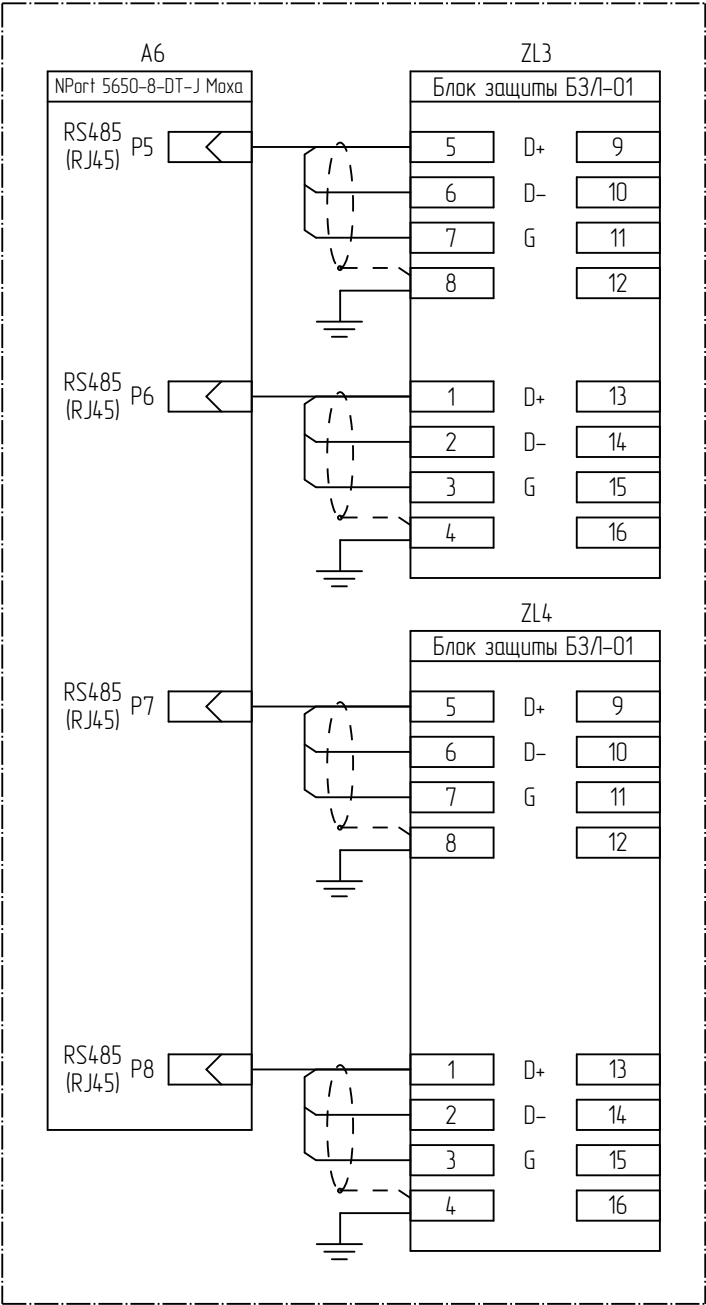 A6
NPort 5650-8-DT-J Moxa
RS485
(RJ45)
P5
RS485
(RJ45)
P6
RS485
(RJ45)
P7
RS485
(RJ45)
P8
ZL3
Блок защиты БЗЛ-01
5 D+ 9
6 D- 10
7 G 11
8 12
1 D+ 13
2 D- 14
3 G 15
4 16
ZL4
Блок защиты БЗЛ-01
5 D+ 9
6 D- 10
7 G 11
8 12
1 D+ 13
2 D- 14
3 G 15
4 16